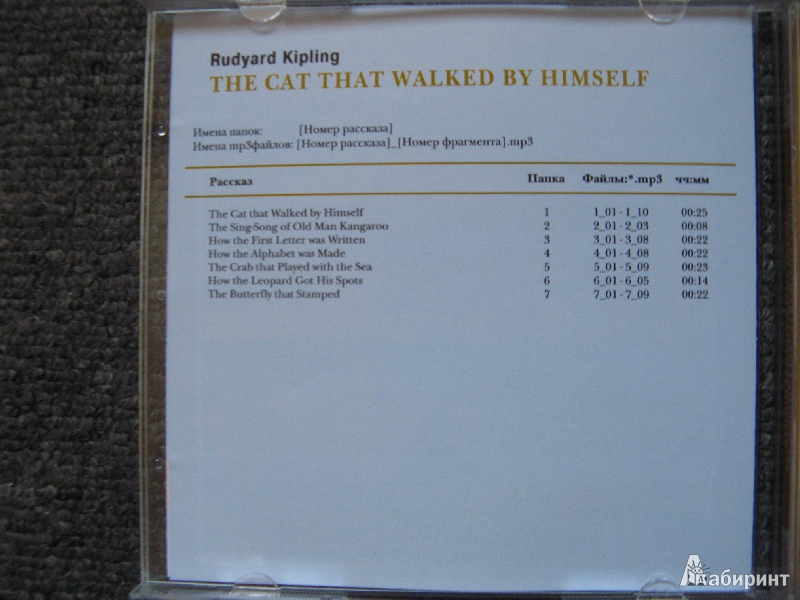 Rudyard Kipling
THE CAT THAT WALKED BY HIMSELF
Имена папок: [Номер рассказа]
Имена mp3файлов: [Номер рассказа]_[Номер фрагмента].mp3
Рассказ Папка Файлы:*.mp3 чч:мм
The Cat that Walked by Himself 1 1_01 - 1_10 00:25
The Sing-Song of Old Man Kangaroo 2 2_01 - 2_03 00:08
How the First Letter was Written 3 3_01 - 3_08 00:22
How the Alphabet was Made 4 4_01 - 4_08 00:22
The Crab that Played with the Sea 5 5_01 - 5_09 00:23
How the Leopard Got His Spots 6 6_01 - 6_05 00:14
The Butterfly that Stamped 7 7_01 - 7_09 00:22
Лабиринт